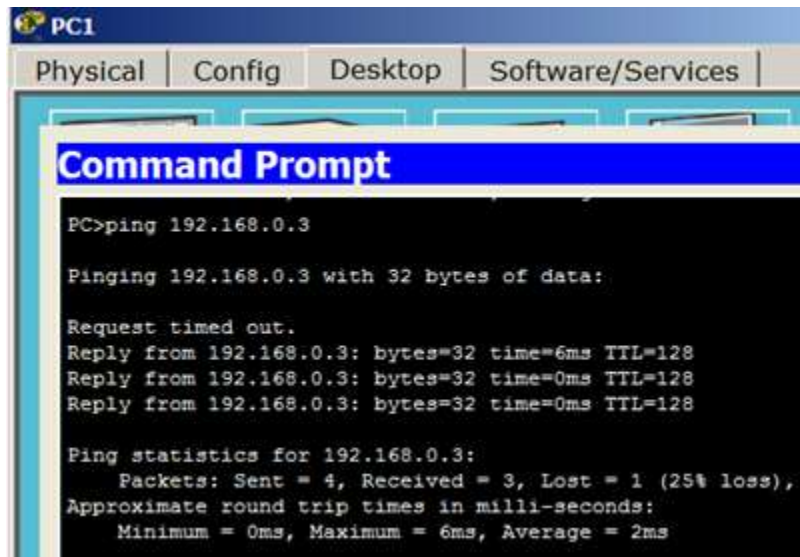 PC1
Physical Config Desktop Software/Services
Command Prompt
PC>ping 192.168.0.3
Pinging 192.168.0.3 with 32 bytes of data:
Request timed out.
Reply from 192.168.0.3: bytes=32 time=6ms TTL=128
Reply from 192.168.0.3: bytes=32 time=0ms TTL=128
Reply from 192.168.0.3: bytes=32 time=0ms TTL=128
Ping statistics for 192.168.0.3:
Packets: Sent = 4, Received = 3, Lost = 1 (25% loss),
Approximate round trip times in milli-seconds:
Minimum = 0ms, Maximum = 6ms, Average = 2ms